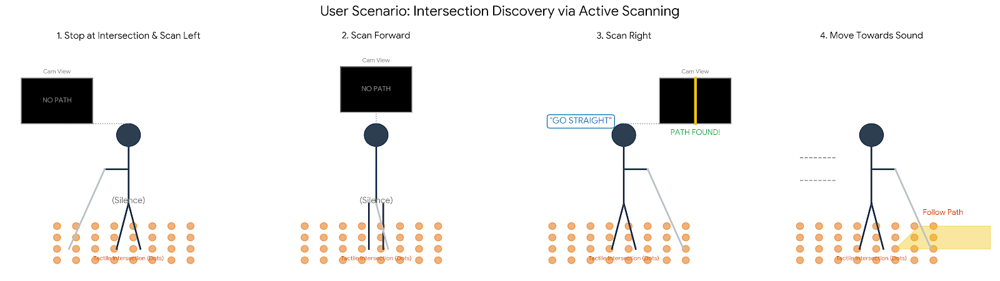 User Scenario: Intersection Discovery via Active Scanning
1. Stop at Intersection & Scan Left
Cam View
NO PATH
(Silence)
Tactile Intersection (Dots)
2. Scan Forward
Cam View
NO PATH
(Silence)
Tactile Intersection (Dots)
3. Scan Right
Cam View
"GO STRAIGHT"
PATH FOUND!
Tactile Intersection (Dots)
4. Move Towards Sound
Follow Path
Tactile Intersection (Dots)